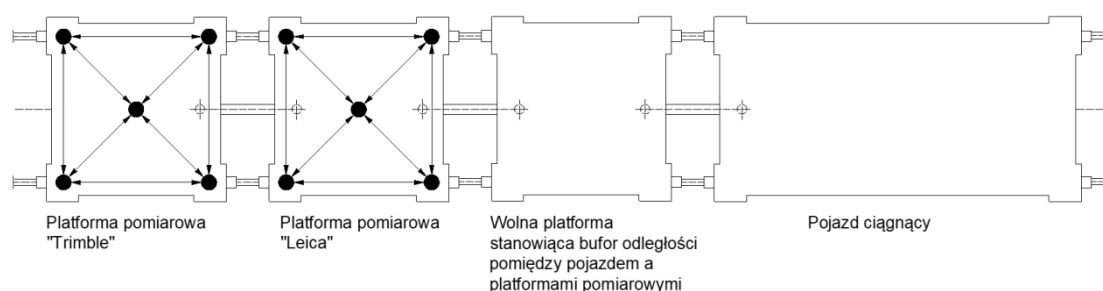 Platforma pomiarowa
"Trimble"
Platforma pomiarowa
"Leica"
Wolna platforma
stanowiąca bufor odległości
pomiędzy pojazdem a
platformami pomiarowymi
Pojazd ciągnący